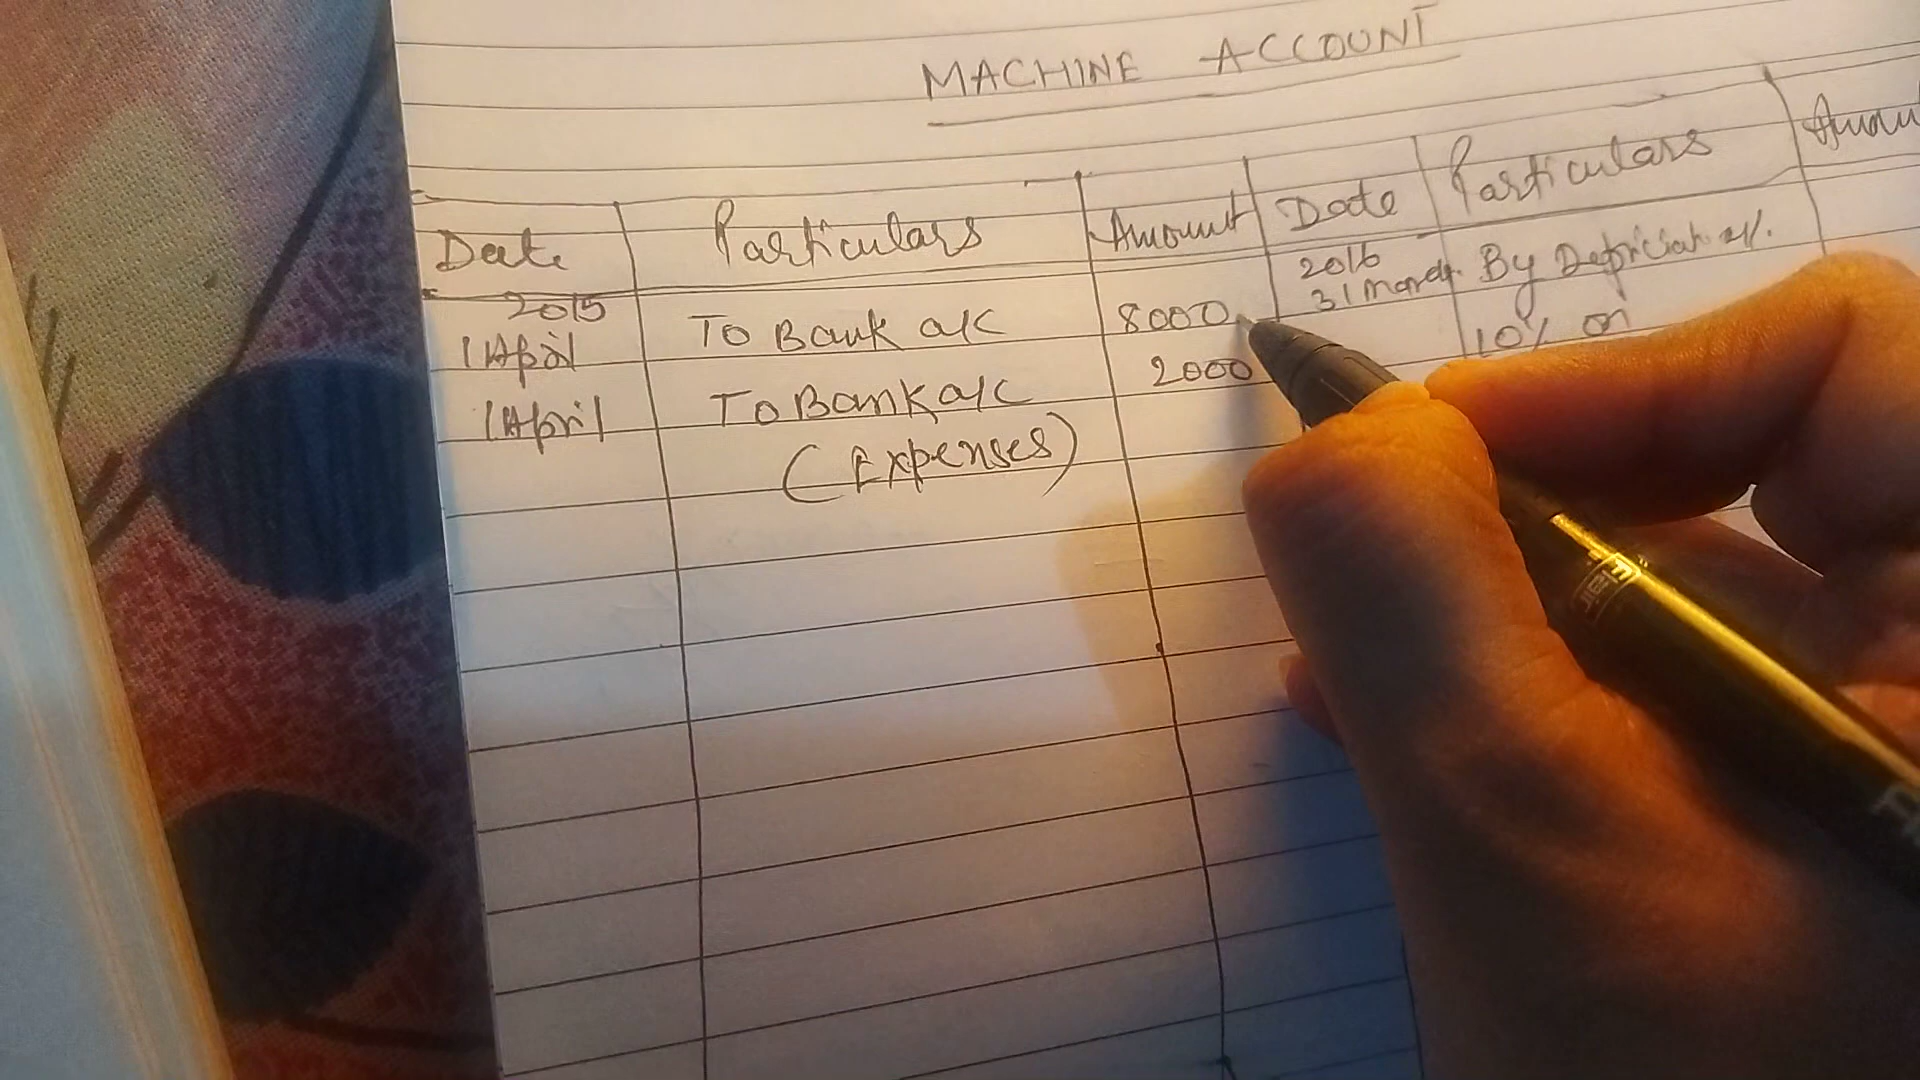 MACHINE ACCOUNT
Date Particulars Amount Date Particulars
2015 1 April To Bank a/c 8000 2016 31 March By
1 April To Bank a/c 2000 10% on
(Expenses)
Flair